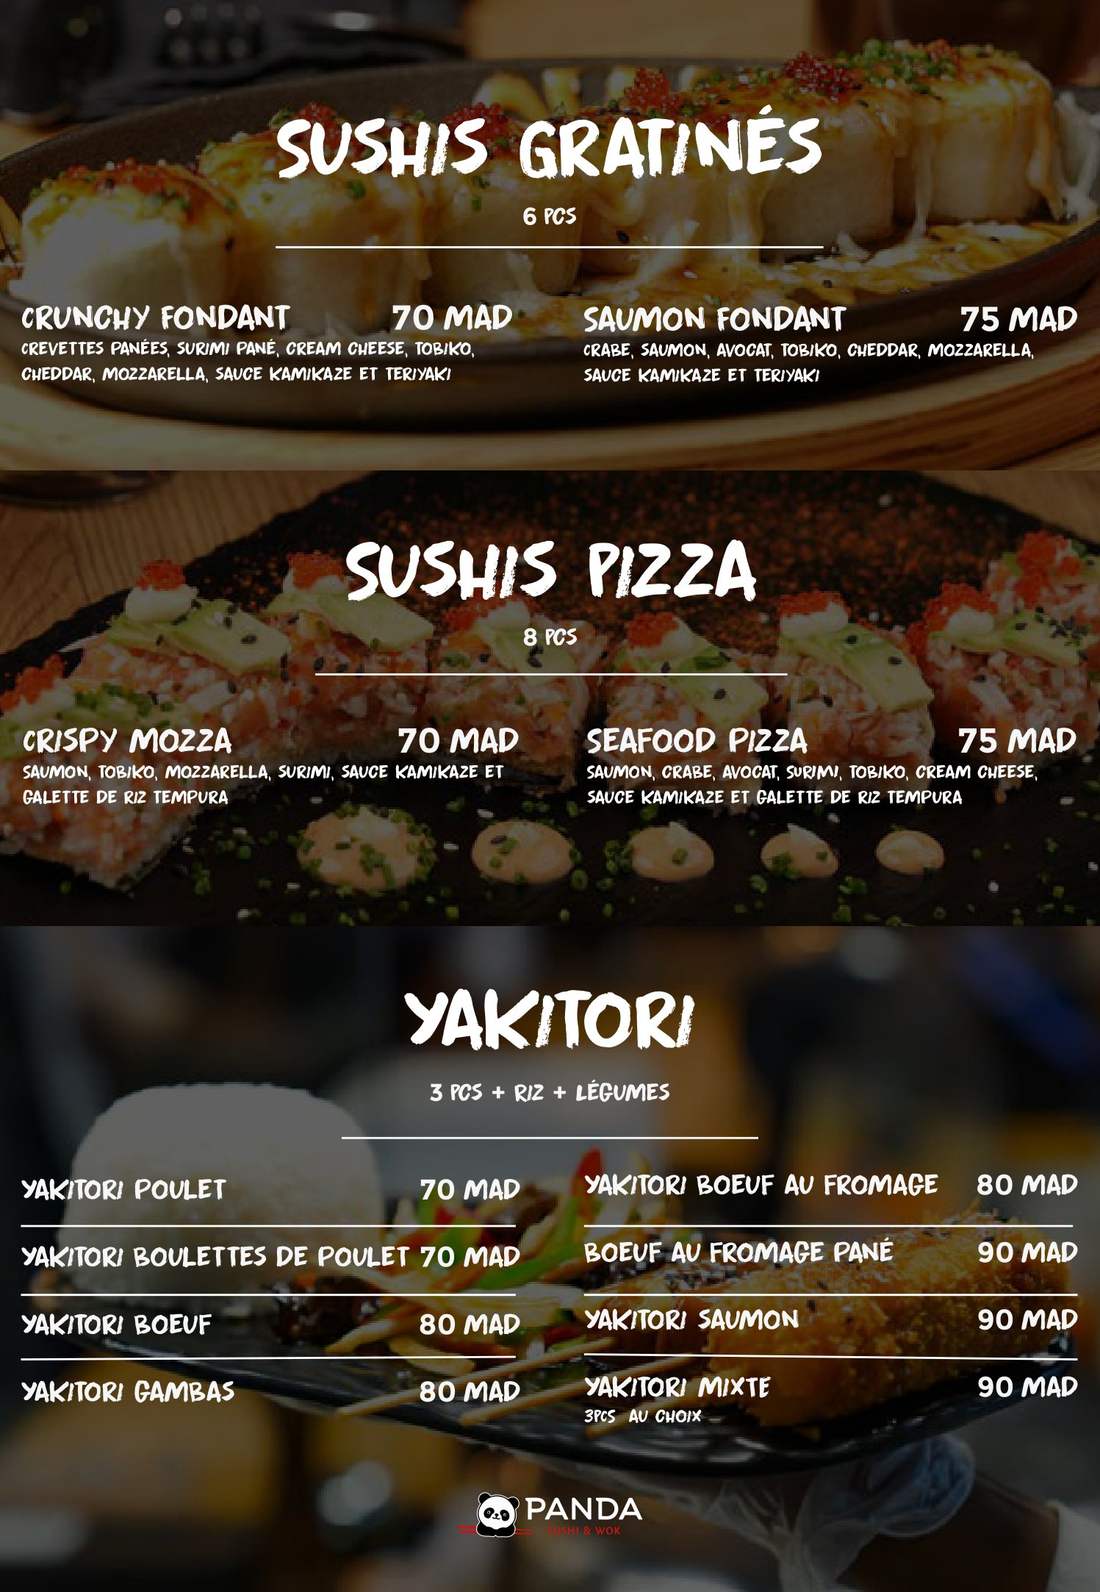 SUSHIS GRATINÉS
6 PCS
CRUNCHY FONDANT 70 MAD
CREVETTES PANÉES, SURIMI PANÉ, CREAM CHEESE, TOBIKO,
CHEDDAR, MOZZARELLA, SAUCE KAMIKAZE ET TERIYAKI
SAUMON FONDANT 75 MAD
CRABE, SAUMON, AVOCAT, TOBIKO, CHEDDAR, MOZZARELLA,
SAUCE KAMIKAZE ET TERIYAKI
SUSHIS PIZZA
8 PCS
CRISPY MOZZA 70 MAD
SAUMON, TOBIKO, MOZZARELLA, SURIMI, SAUCE KAMIKAZE ET
GALETTE DE RIZ TEMPURA
SEAFOOD PIZZA 75 MAD
SAUMON, CRABE, AVOCAT, SURIMI, TOBIKO, CREAM CHEESE,
SAUCE KAMIKAZE ET GALETTE DE RIZ TEMPURA
YAKITORI
3 PCS + RIZ + LÉGUMES
YAKITORI POULET 70 MAD
YAKITORI BOULETTES DE POULET 70 MAD
YAKITORI BOEUF 80 MAD
YAKITORI GAMBAS 80 MAD
YAKITORI BOEUF AU FROMAGE 80 MAD
BOEUF AU FROMAGE PANÉ 90 MAD
YAKITORI SAUMON 90 MAD
YAKITORI MIXTE 90 MAD
3PCS AU CHOIX
PANDA
SUSHI & WOK